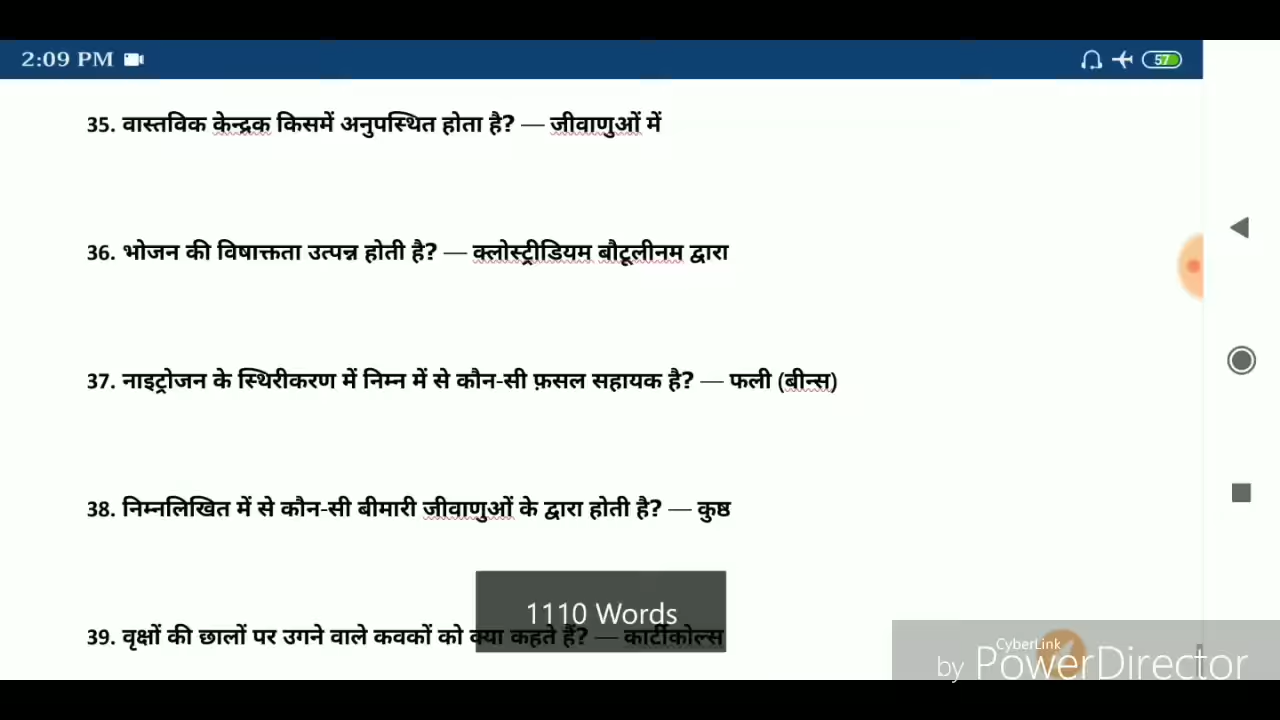 2:09 PM
57
35. वास्तविक केन्द्रक किसमें अनुपस्थित होता है? — जीवाणुओं में
36. भोजन की विषाक्तता उत्पन्न होती है? — क्लोस्ट्रीडियम बौटूलीनम द्वारा
37. नाइट्रोजन के स्थिरीकरण में निम्न में से कौन-सी फ़सल सहायक है? — फली (बीन्स)
38. निम्नलिखित में से कौन-सी बीमारी जीवाणुओं के द्वारा होती है? — कुष्ठ
1110 Words
39. वृक्षों की छालों पर उगने वाले कवकों को क्या कहते हैं? — कार्टीकोल्स
CyberLink
by PowerDirector